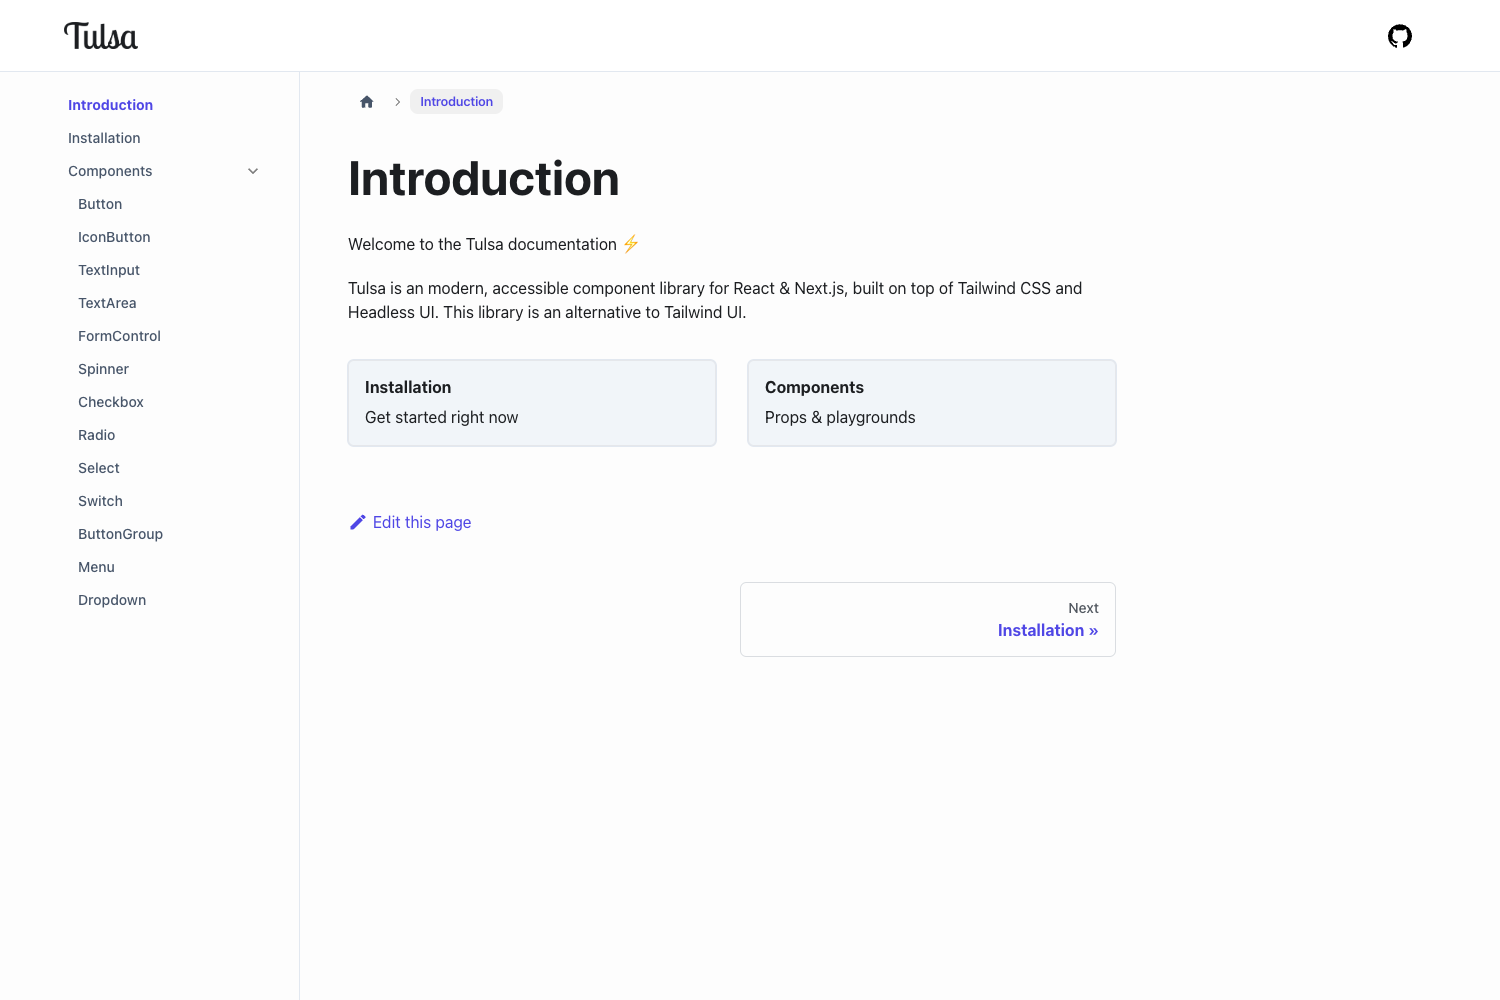 Tulsa
Introduction
Installation
Components
Button
IconButton
TextInput
TextArea
FormControl
Spinner
Checkbox
Radio
Select
Switch
ButtonGroup
Menu
Dropdown
Introduction
Introduction
Welcome to the Tulsa documentation ⚡
Tulsa is an modern, accessible component library for React & Next.js, built on top of Tailwind CSS and
Headless UI. This library is an alternative to Tailwind UI.
Installation
Get started right now
Components
Props & playgrounds
Edit this page
Next
Installation »